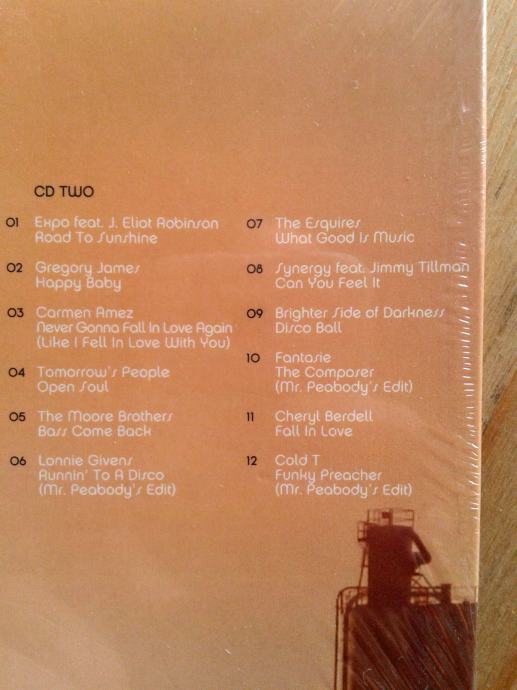 CD TWO
01 Expo feat. J. Eliot Robinson
Road To Sunshine
02 Gregory James
Happy Baby
03 Carmen Amez
Never Gonna Fall In Love Again
(Like I Fell In Love With You)
04 Tomorrow's People
Open Soul
05 The Moore Brothers
Bass Come Back
06 Lonnie Givens
Runnin' To A Disco
(Mr. Peabody's Edit)
07 The Esquires
What Good Is Music
08 Synergy feat. Jimmy Tillman
Can You Feel It
09 Brighter Side of Darkness
Disco Ball
10 Fantasie
The Composer
(Mr. Peabody's Edit)
11 Cheryl Berdell
Fall In Love
12 Cold T
Funky Preacher
(Mr. Peabody's Edit)